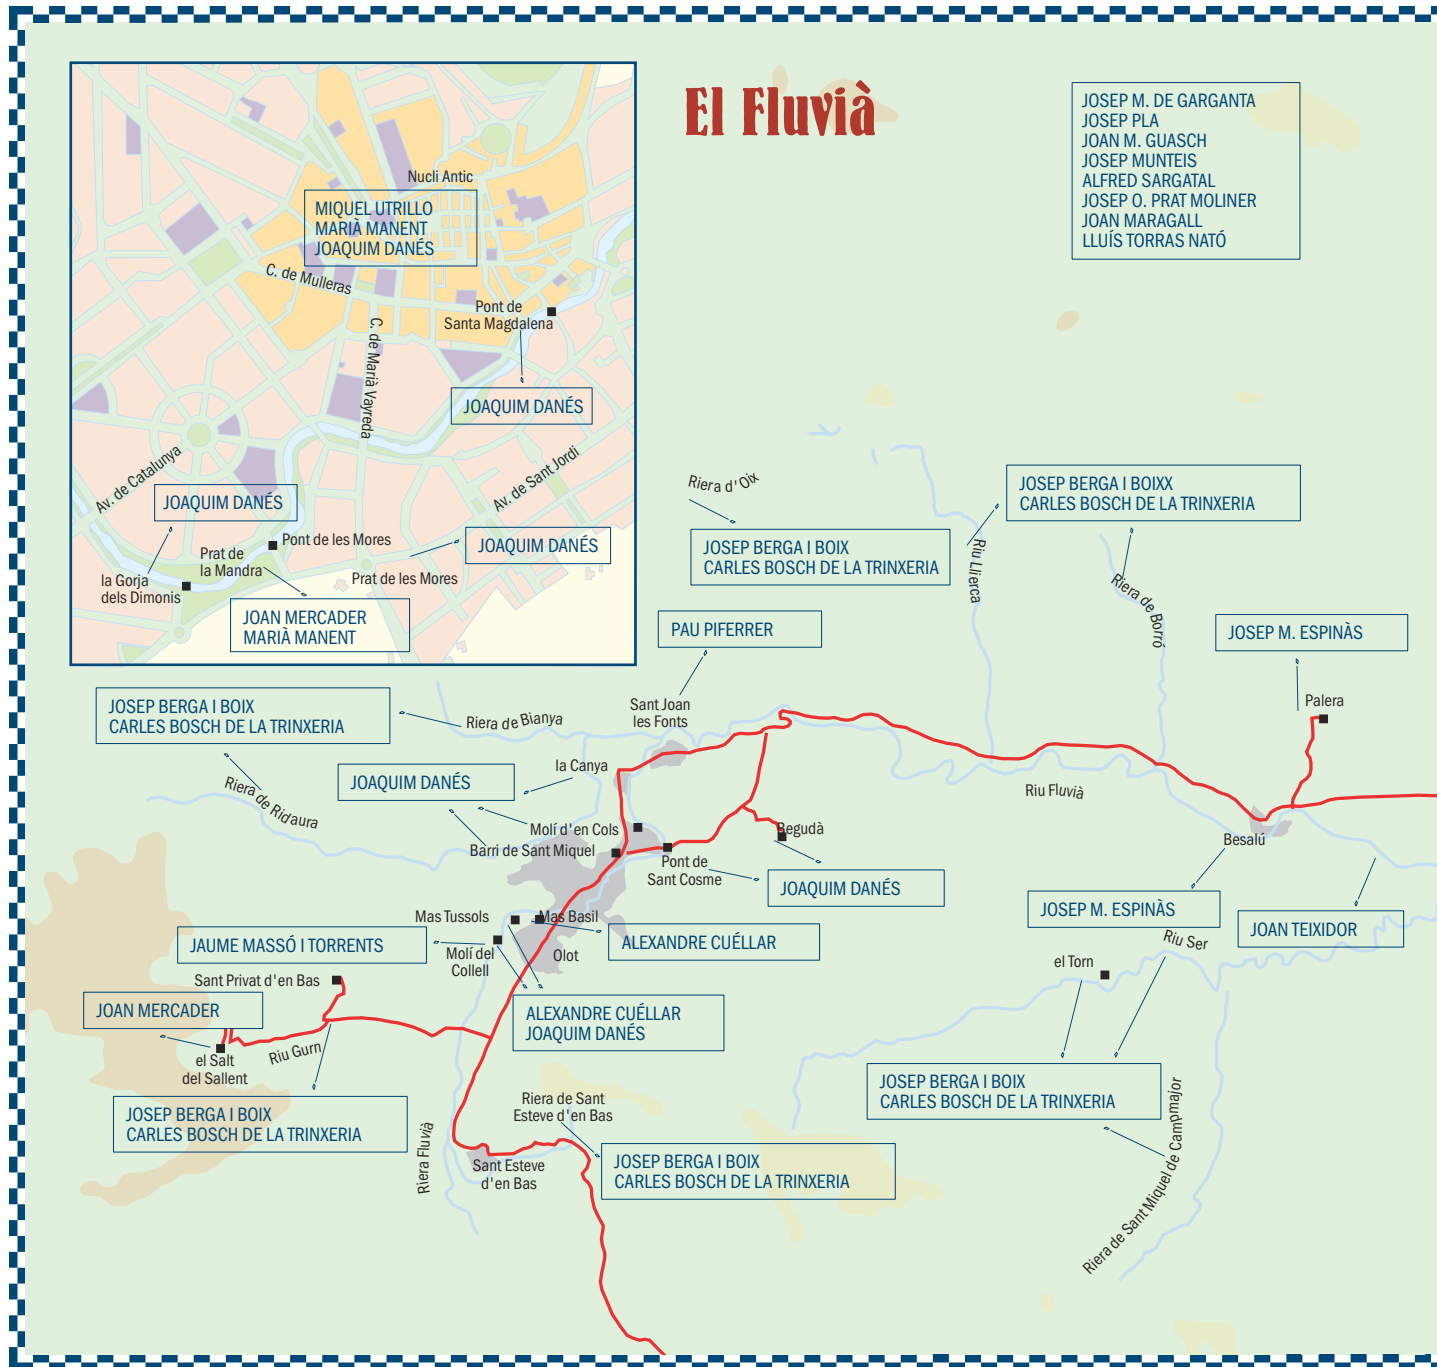 El Fluvià
JOSEP M. DE GARGANTA
JOSEP PLA
JOAN M. GUASCH
JOSEP MUNTEIS
ALFRED SARGATAL
JOSEP O. PRAT MOLINER
JOAN MARAGALL
LLUÍS TORRAS NATÓ
Nucli Antic
MIQUEL UTRILLO
MARIÀ MANENT
JOAQUIM DANÉS
C. de Mulleras
Pont de
Santa Magdalena
C. de Marià Vayreda
JOAQUIM DANÉS
Av. de Catalunya
Av. de Sant Jordi
JOAQUIM DANÉS
Pont de les Mores
JOAQUIM DANÉS
Prat de
la Mandra
Prat de les Mores
la Gorja
dels Dimonis
JOAN MERCADER
MARIÀ MANENT
Riera d'Oix
JOSEP BERGA I BOIX
CARLES BOSCH DE LA TRINXERIA
JOSEP BERGA I BOIXX
CARLES BOSCH DE LA TRINXERIA
Riu Llierca
Riera de Borró
PAU PIFERRER
JOSEP M. ESPINÀS
Sant Joan
les Fonts
Palera
JOSEP BERGA I BOIX
CARLES BOSCH DE LA TRINXERIA
Riera de Bianya
la Canya
JOAQUIM DANÉS
Riera de Ridaura
Riu Fluvià
Molí d'en Cols
Begudà
Barri de Sant Miquel
Besalú
Pont de
Sant Cosme
JOAQUIM DANÉS
JOSEP M. ESPINÀS
JOAN TEIXIDOR
Mas Tussols
Mas Basil
JAUME MASSÓ I TORRENTS
ALEXANDRE CUÉLLAR
Riu Ser
Molí del
Collell
Olot
el Torn
Sant Privat d'en Bas
JOAN MERCADER
ALEXANDRE CUÉLLAR
JOAQUIM DANÉS
Riu Gurn
el Salt
del Sallent
JOSEP BERGA I BOIX
CARLES BOSCH DE LA TRINXERIA
Riera de Sant
Esteve d'en Bas
JOSEP BERGA I BOIX
CARLES BOSCH DE LA TRINXERIA
Riera Fluvià
Sant Esteve
d'en Bas
JOSEP BERGA I BOIX
CARLES BOSCH DE LA TRINXERIA
Riera de Sant Miquel de Campmajor